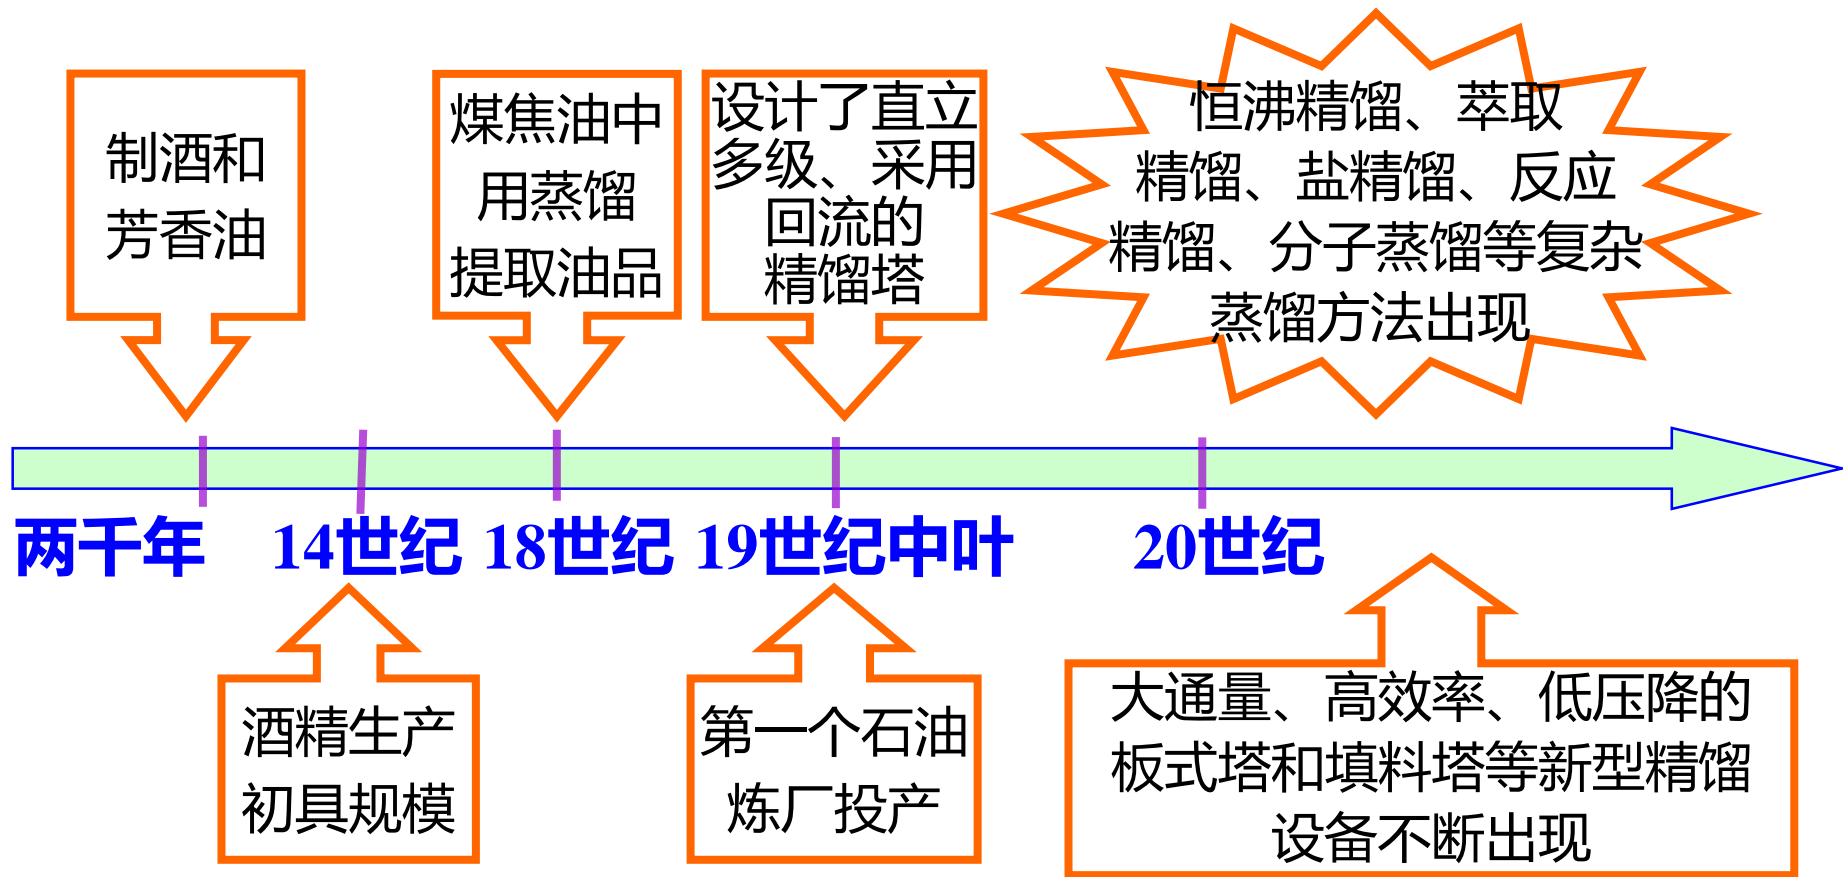 制酒和
芳香油
煤焦油中
用蒸馏
提取油品
设计了直立
多级、采用
回流的
精馏塔
恒沸精馏、萃取
精馏、盐精馏、反应
精馏、分子蒸馏等复杂
蒸馏方法出现
两千年
14世纪
18世纪
19世纪中叶
20世纪
酒精生产
初具规模
第一个石油
炼厂投产
大通量、高效率、低压降的
板式塔和填料塔等新型精馏
设备不断出现